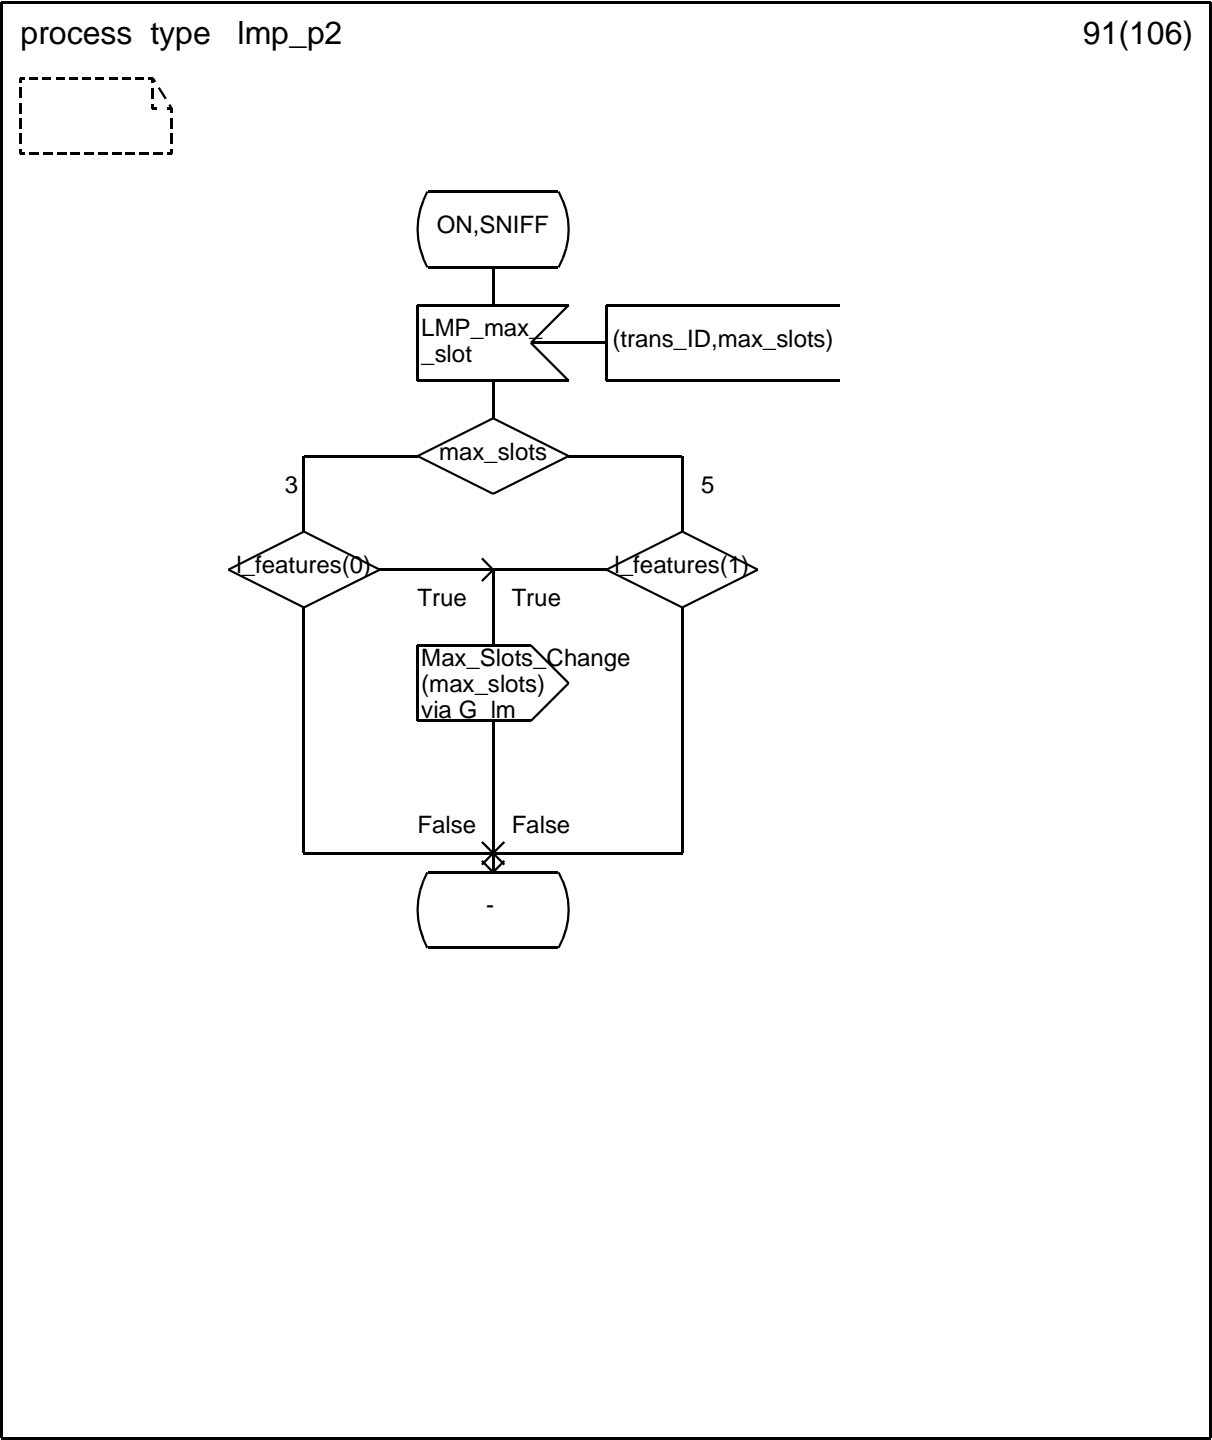 process type lmp_p2
91(106)
ON,SNIFF
LMP_max_
_slot
(trans_ID,max_slots)
max_slots
3
5
l_features(0)
l_features(1)
True
True
Max_Slots_Change
(max_slots)
via G_lm
False
False
-